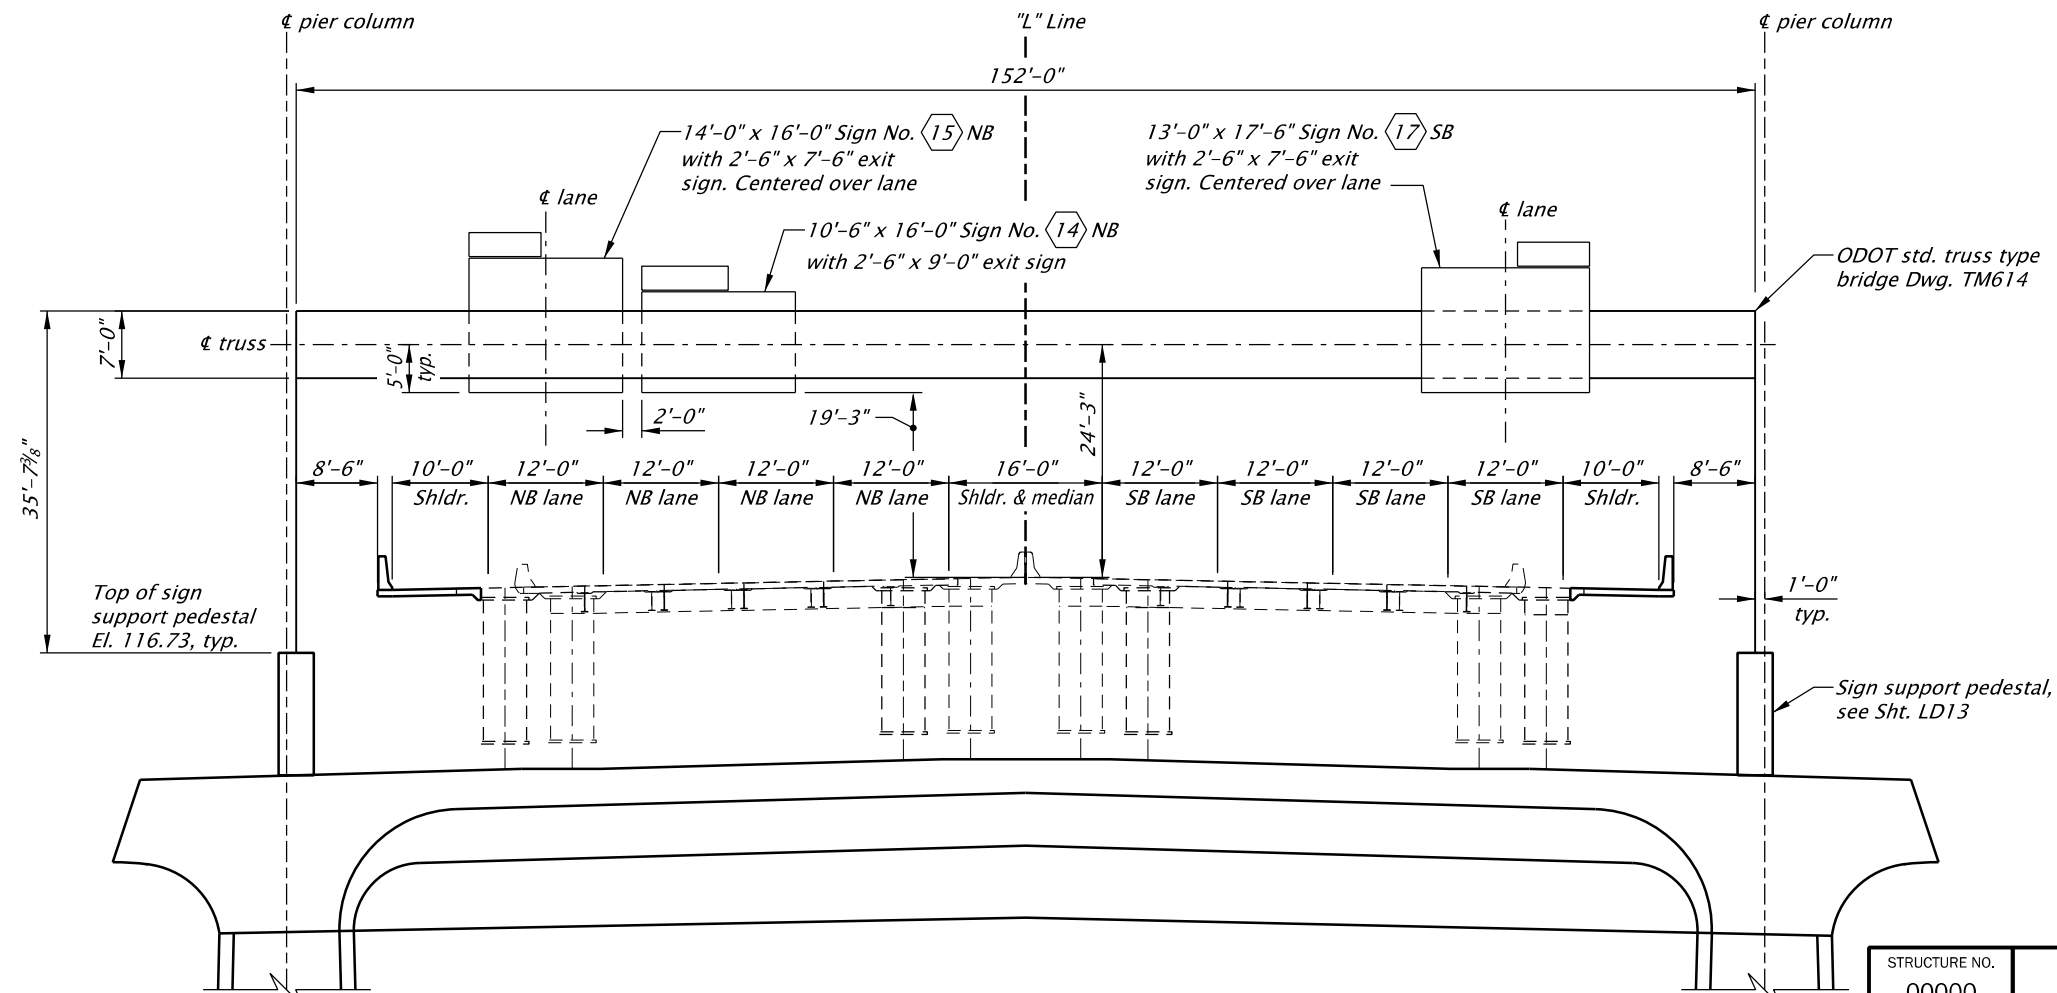 ℄ pier column
"L" Line
℄ pier column
152'-0"
14'-0" x 16'-0" Sign No. 15 NB
with 2'-6" x 7'-6" exit
sign. Centered over lane
13'-0" x 17'-6" Sign No. 17 SB
with 2'-6" x 7'-6" exit
sign. Centered over lane
℄ lane
10'-6" x 16'-0" Sign No. 14 NB
with 2'-6" x 9'-0" exit sign
℄ lane
ODOT std. truss type
bridge Dwg. TM614
7'-0"
℄ truss
5'-0"
typ.
2'-0"
19'-3"
24'-3"
35'-7⅜"
8'-6"
10'-0"
12'-0"
12'-0"
12'-0"
12'-0"
16'-0"
12'-0"
12'-0"
12'-0"
12'-0"
10'-0"
8'-6"
Shldr.
NB lane
NB lane
NB lane
NB lane
Shldr. & median
SB lane
SB lane
SB lane
SB lane
Shldr.
Top of sign
support pedestal
El. 116.73, typ.
1'-0"
typ.
Sign support pedestal,
see Sht. LD13
STRUCTURE NO.
00000